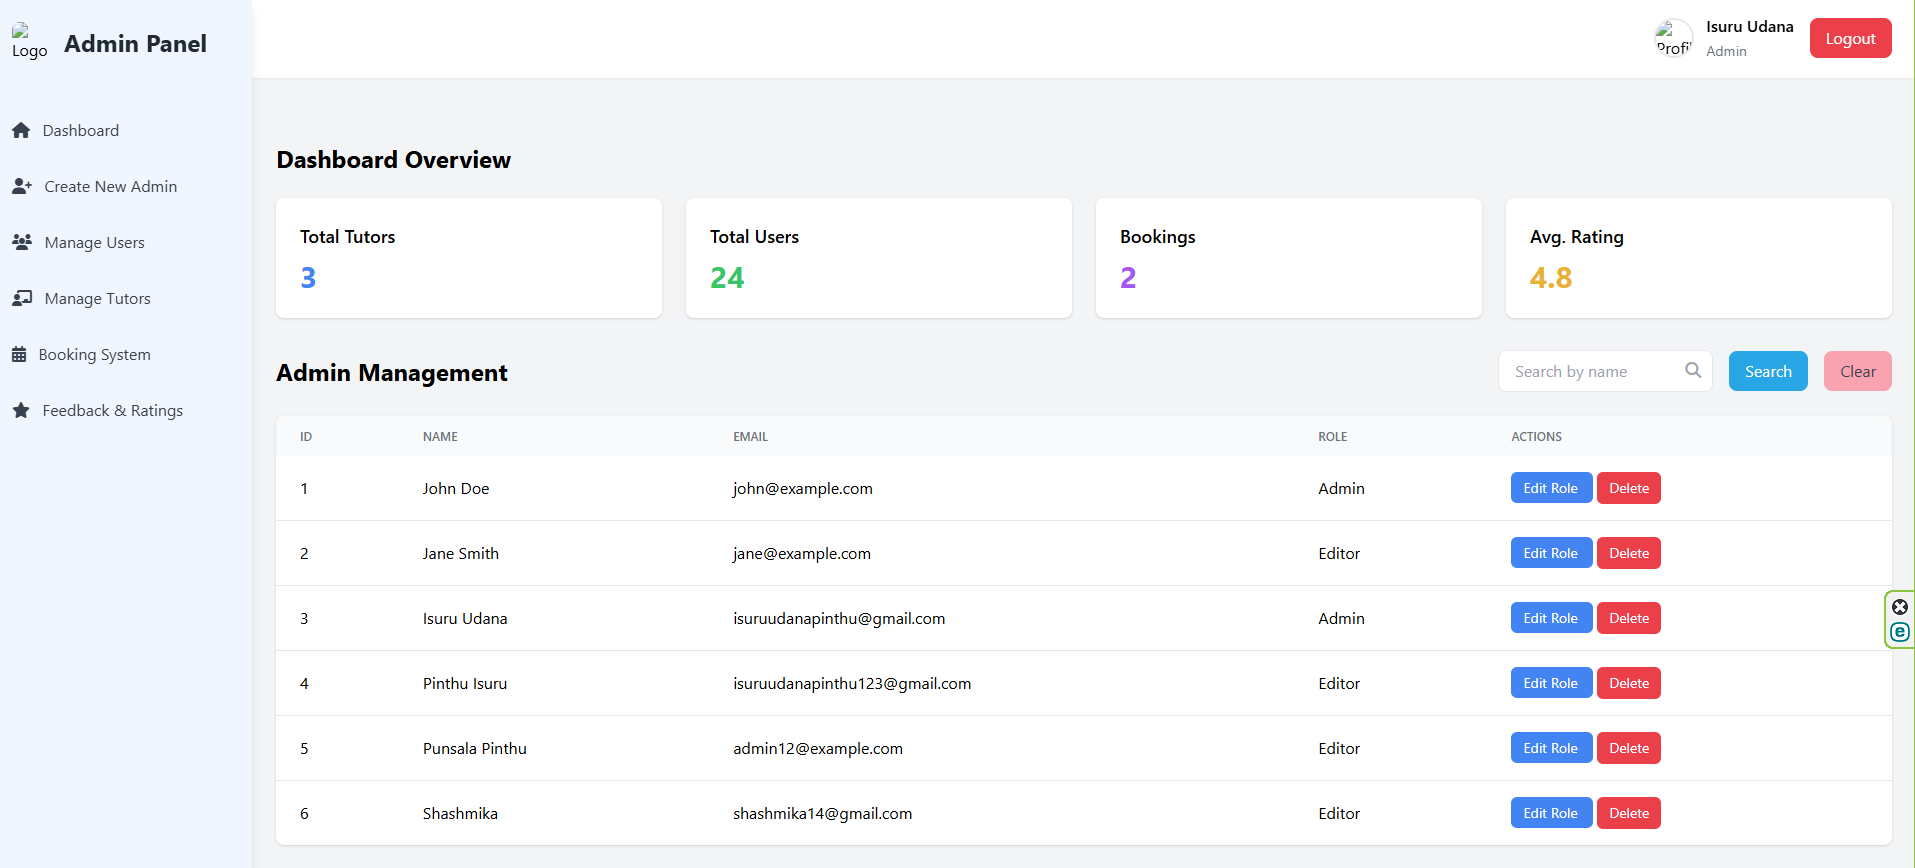 Logo Admin Panel
Isuru Udana
Profi Admin
Logout
Dashboard
Create New Admin
Manage Users
Manage Tutors
Booking System
Feedback & Ratings
Dashboard Overview
Total Tutors
3
Total Users
24
Bookings
2
Avg. Rating
4.8
Admin Management
Search by name Search Clear
ID NAME EMAIL ROLE ACTIONS
1 John Doe john@example.com Admin Edit Role Delete
2 Jane Smith jane@example.com Editor Edit Role Delete
3 Isuru Udana isuruudanapinthu@gmail.com Admin Edit Role Delete
4 Pinthu Isuru isuruudanapinthu123@gmail.com Editor Edit Role Delete
5 Punsala Pinthu admin12@example.com Editor Edit Role Delete
6 Shashmika shashmika14@gmail.com Editor Edit Role Delete